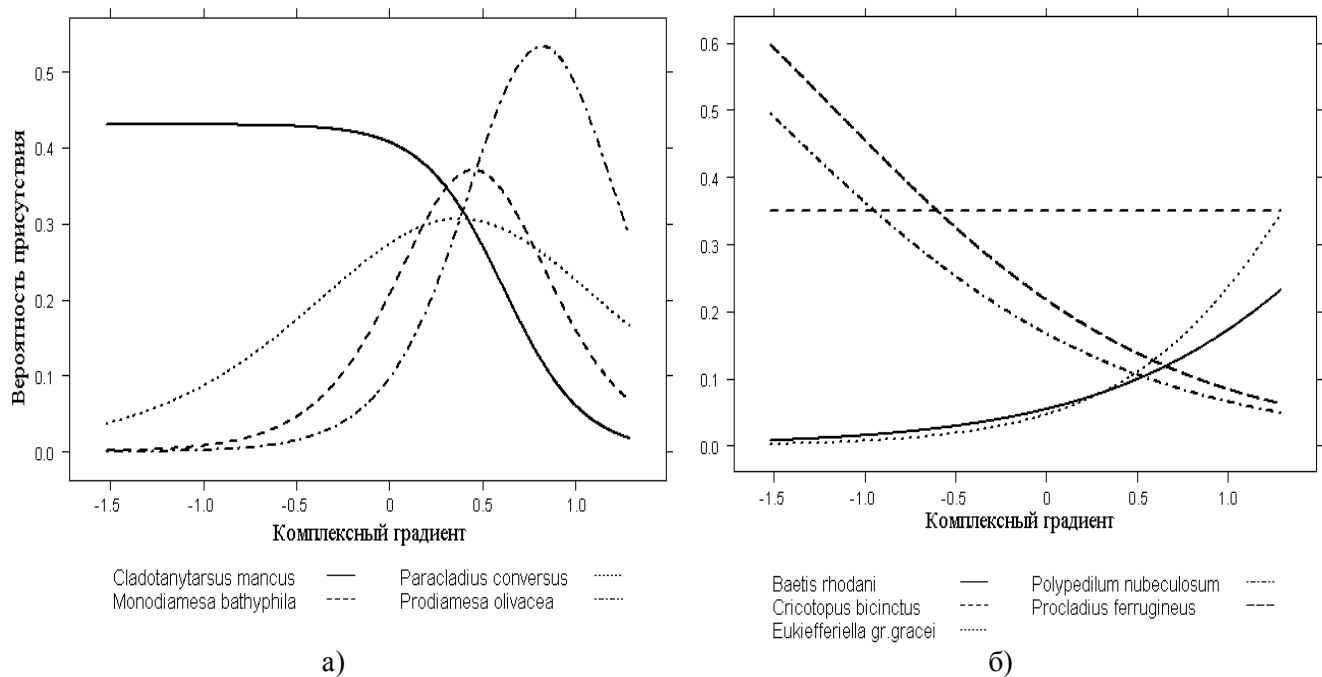 Вероятность присутствия
0.5
0.4
0.3
0.2
0.1
0.0
-1.5 -1.0 -0.5 0 0.5 1.0
Комплексный градиент
Cladotanytarsus mancus Paracladius conversus
Monodiamesa bathyphila Prodiamesa olivacea
а)
0.6
0.5
0.4
0.3
0.2
0.1
0.0
-1.5 -1.0 -0.5 0 0.5 1.0
Комплексный градиент
Baetis rhodani Polypedilum nubeculosum
Cricotopus bicinctus Procladius ferrugineus
Eukiefferiella gr.gracei
б)